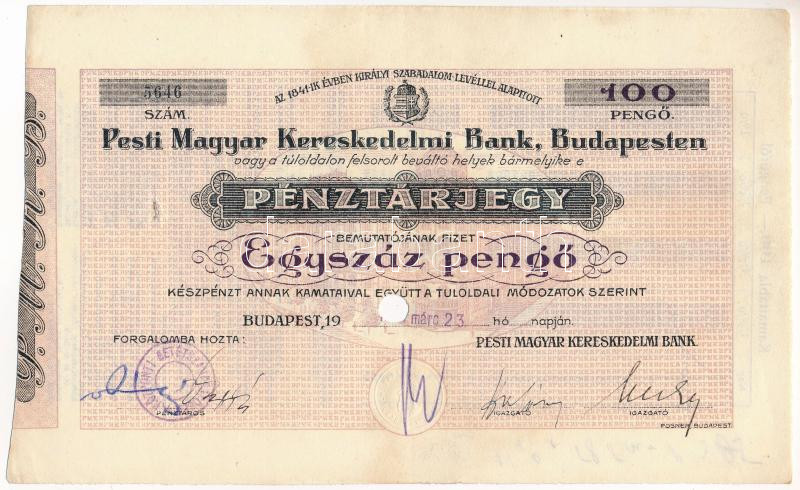 AZ 1841-IK ÉVBEN KIRÁLYI SZABADALOM-LEVÉLLEL ALAPITOTT
5646
SZÁM.
100
PENGŐ.
Pesti Magyar Kereskedelmi Bank, Budapesten
vagy a túloldalon felsorolt beváltó helyek bármelyike e
PÉNZTÁRJEGY
BEMUTATÓJÁNAK FIZET
Egyszáz pengő
KÉSZPÉNZT ANNAK KAMATAIVAL EGYÜTT A TULOLDALI MÓDOZATOK SZERINT
BUDAPEST, 19 márc 23 hó napján.
FORGALOMBA HOZTA:
PESTI MAGYAR KERESKEDELMI BANK.
PÉNZTÁROS
IGAZGATÓ
IGAZGATÓ
POSNER, BUDAPEST.
P. M. K. B.